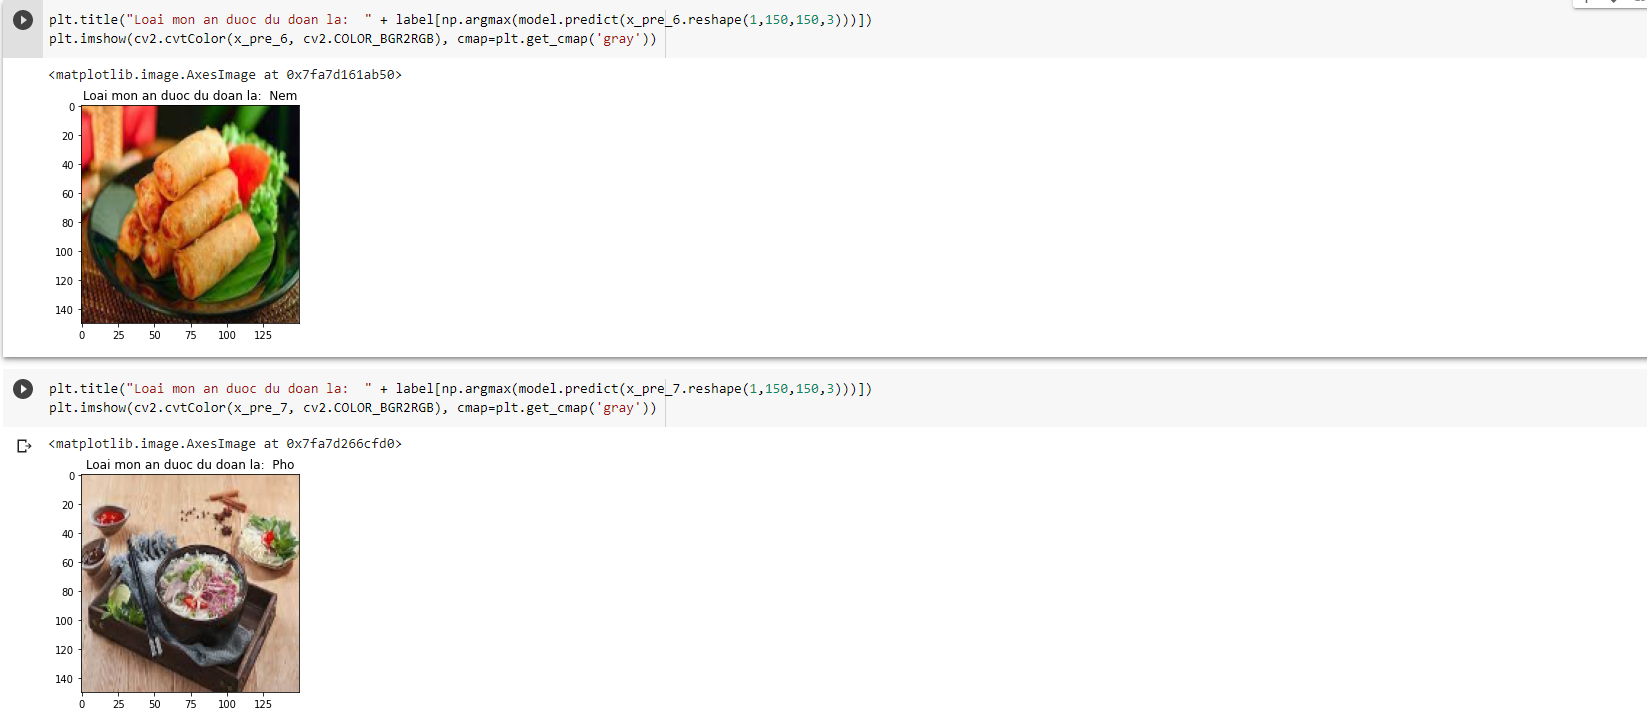 plt.title("Loai mon an duoc du doan la:  " + label[np.argmax(model.predict(x_pre_6.reshape(1,150,150,3)))])
plt.imshow(cv2.cvtColor(x_pre_6, cv2.COLOR_BGR2RGB), cmap=plt.get_cmap('gray'))
<matplotlib.image.AxesImage at 0x7fa7d161ab50>
Loai mon an duoc du doan la:  Nem
0
20
40
60
80
100
120
140
0 25 50 75 100 125
plt.title("Loai mon an duoc du doan la:  " + label[np.argmax(model.predict(x_pre_7.reshape(1,150,150,3)))])
plt.imshow(cv2.cvtColor(x_pre_7, cv2.COLOR_BGR2RGB), cmap=plt.get_cmap('gray'))
<matplotlib.image.AxesImage at 0x7fa7d266cfd0>
Loai mon an duoc du doan la:  Pho
0
20
40
60
80
100
120
140
0 25 50 75 100 125